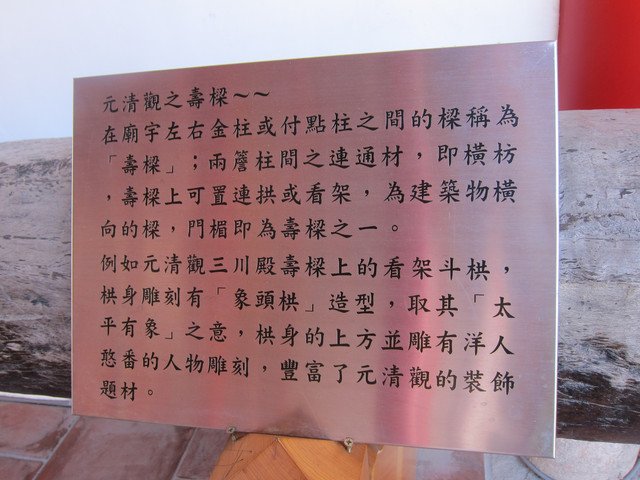 元清觀之壽樑～～
在廟宇左右金柱或付點柱之間的樑稱為
「壽樑」；兩簷柱間之連通材，即橫枋
，壽樑上可置連拱或看架，為建築物橫
向的樑，門楣即為壽樑之一。
例如元清觀三川殿壽樑上的看架斗栱，
栱身雕刻有「象頭栱」造型，取其「太
平有象」之意，栱身的上方並雕有洋人
憨番的人物雕刻，豐富了元清觀的裝飾
題材。